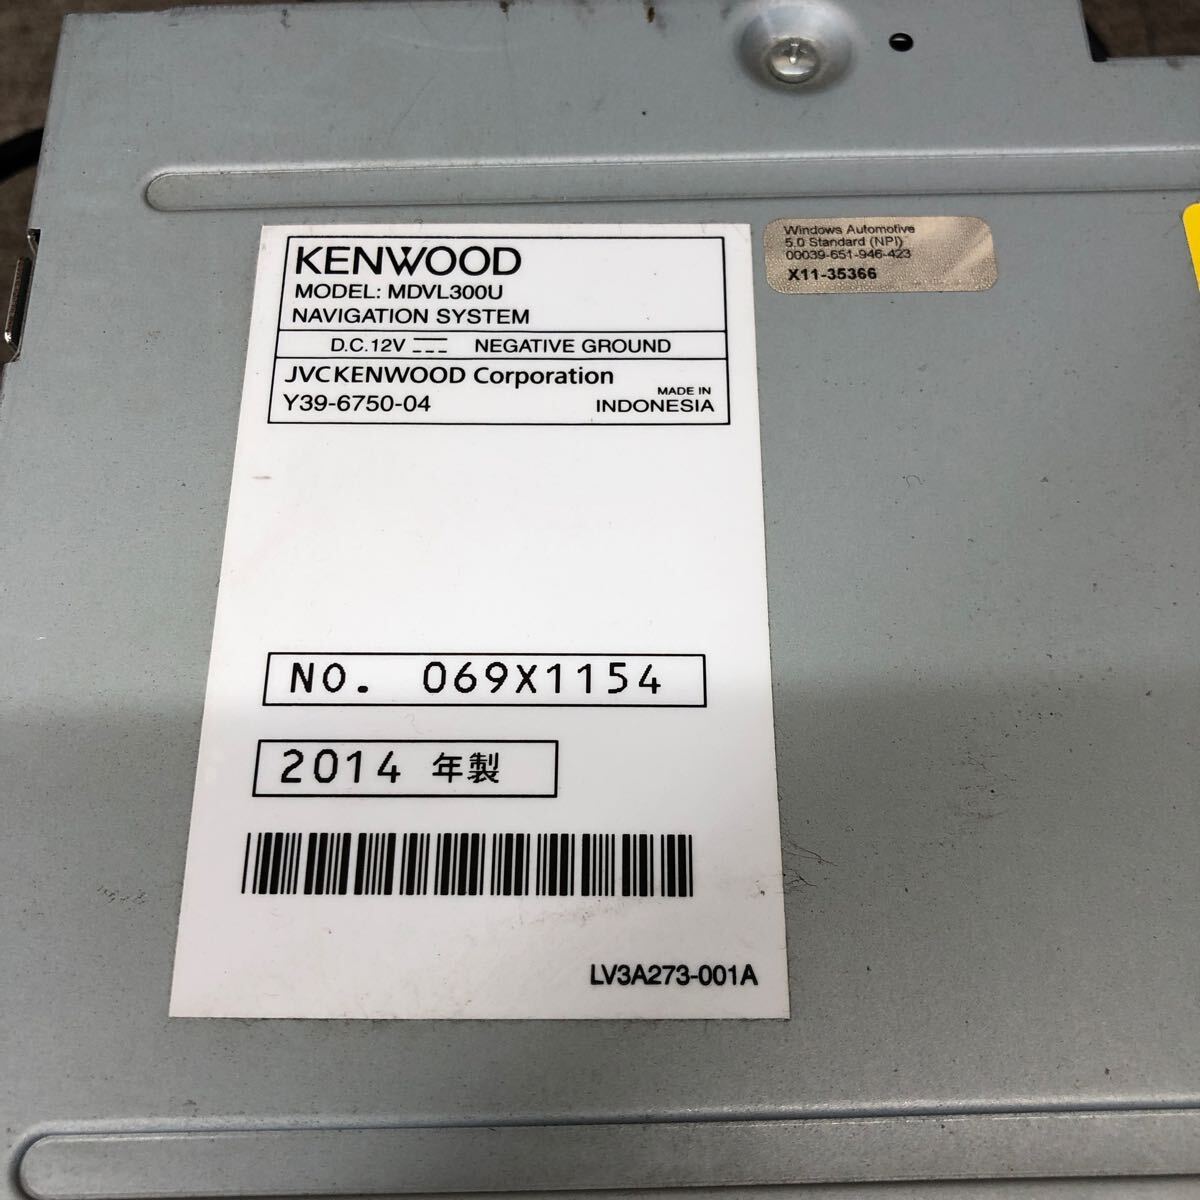 KENWOOD
MODEL: MDVL300U
NAVIGATION SYSTEM
D.C.12V NEGATIVE GROUND
JVCKENWOOD Corporation
Y39-6750-04
MADE IN
INDONESIA
Windows Automotive
5.0 Standard (NPI)
00039-651-946-423
X11-35366
NO. 069X1154
2014 年製
LV3A273-001A